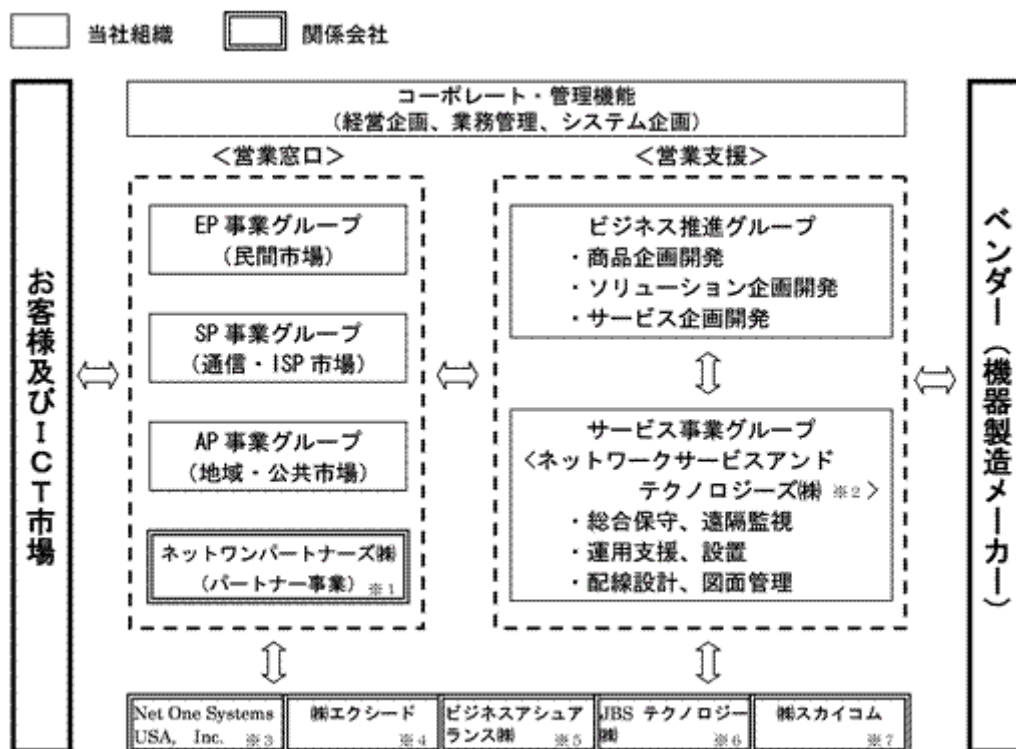 当社組織
関係会社
お客様及びICT市場
コーポレート・管理機能
(経営企画、業務管理、システム企画)
＜営業窓口＞
EP 事業グループ
(民間市場)
SP 事業グループ
(通信・ISP 市場)
AP 事業グループ
(地域・公共市場)
ネットワンパートナーズ㈱
(パートナー事業) ※1
＜営業支援＞
ビジネス推進グループ
・商品企画開発
・ソリューション企画開発
・サービス企画開発
サービス事業グループ
＜ネットワークサービスアンド
テクノロジーズ㈱ ※2＞
・総合保守、遠隔監視
・運用支援、設置
・配線設計、図面管理
ベンダー（機器製造メーカー）
Net One Systems
USA, Inc. ※3
㈱エクシード
※4
ビジネスアシュア
ランス㈱ ※5
JBS テクノロジー
㈱ ※6
㈱スカイコム
※7